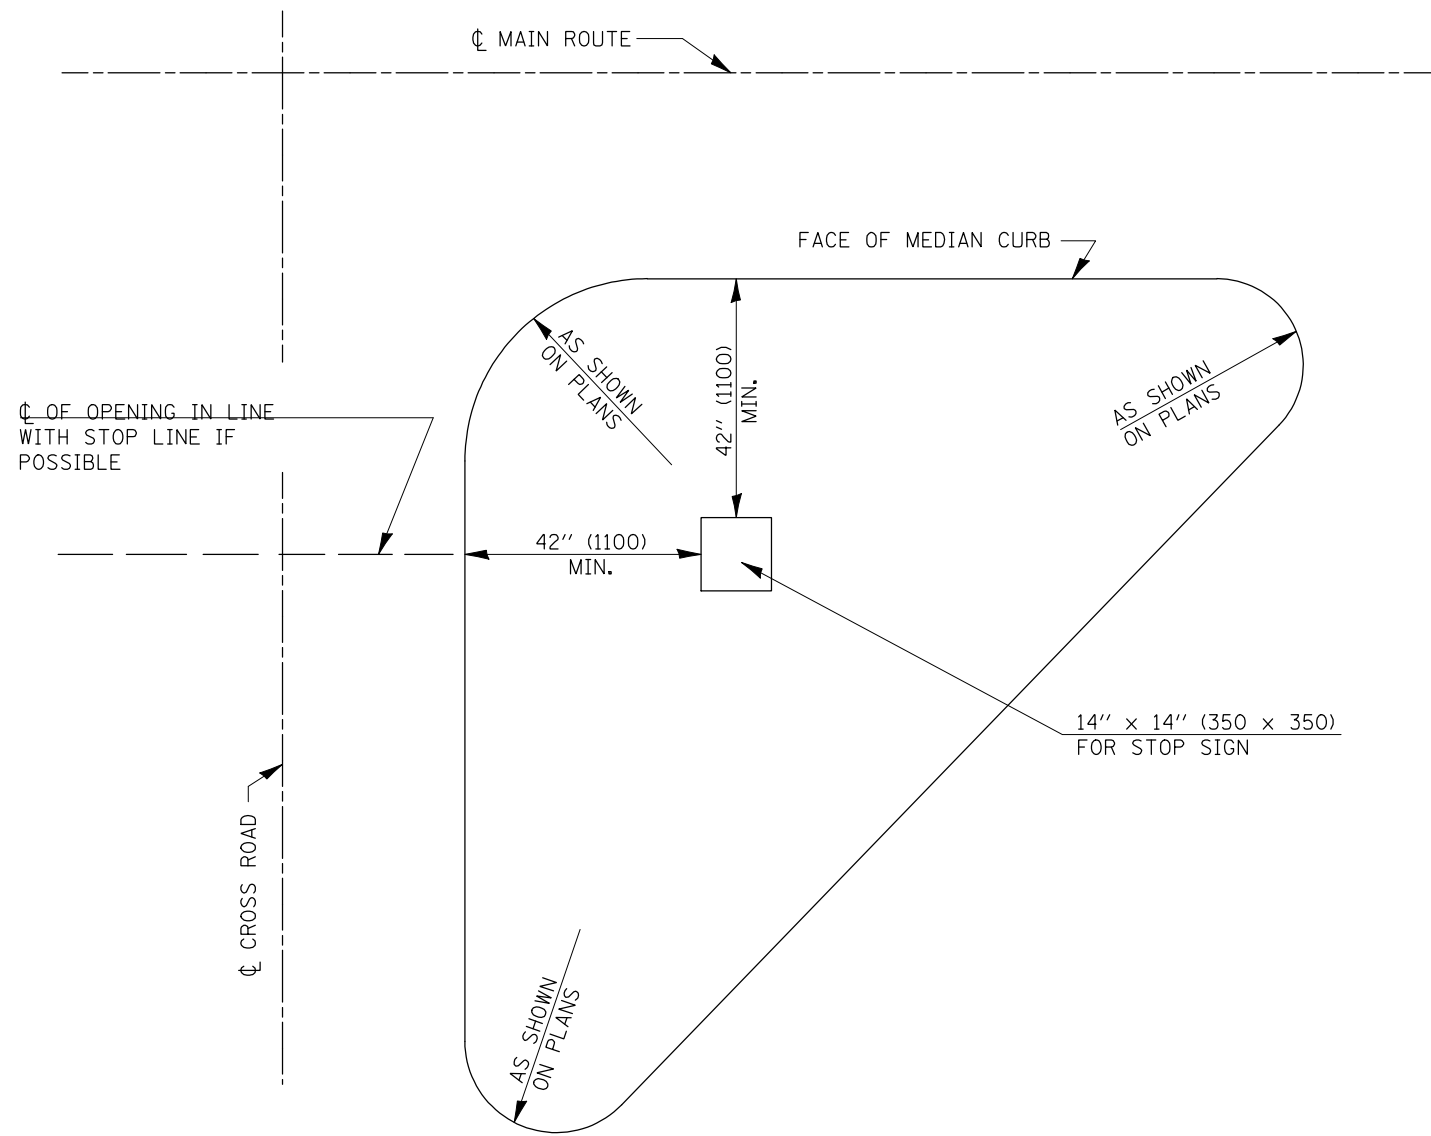 ℄ MAIN ROUTE
FACE OF MEDIAN CURB
AS SHOWN
ON PLANS
42'' (1100)
MIN.
AS SHOWN
ON PLANS
℄ OF OPENING IN LINE
WITH STOP LINE IF
POSSIBLE
42'' (1100)
MIN.
14'' x 14'' (350 x 350)
FOR STOP SIGN
℄ CROSS ROAD
AS SHOWN
ON PLANS